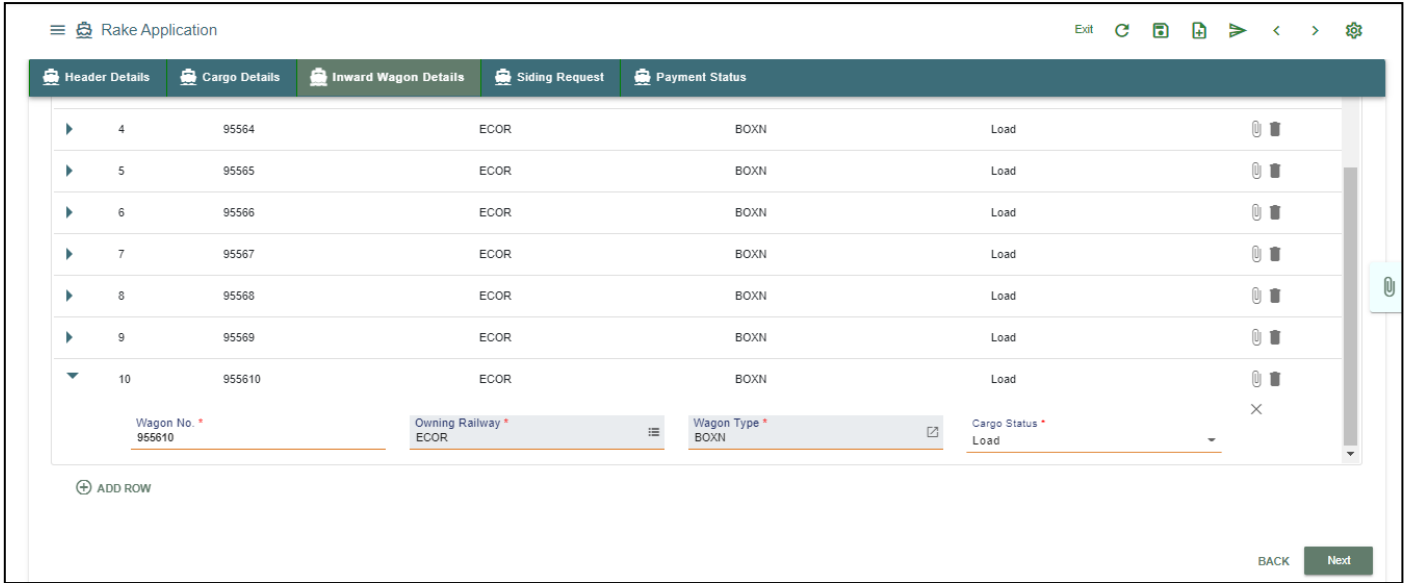 Rake Application Exit
Header Details Cargo Details Inward Wagon Details Siding Request Payment Status
4 95564 ECOR BOXN Load
5 95565 ECOR BOXN Load
6 95566 ECOR BOXN Load
7 95567 ECOR BOXN Load
8 95568 ECOR BOXN Load
9 95569 ECOR BOXN Load
10 955610 ECOR BOXN Load
Wagon No. * Owning Railway * Wagon Type * Cargo Status *
955610 ECOR BOXN Load
ADD ROW
BACK Next